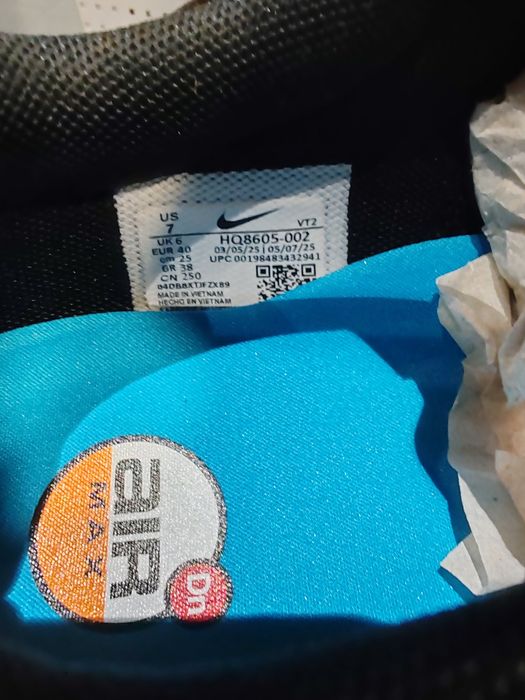 US
7
VT2
UK 6
HQ8605-002
EUR 40
03/05/25 | 05/07/25
cm 25
UPC 00198483432941
BR 38
CN 250
04DB8XTJFZX89
MADE IN VIETNAM
HECHO EN VIETNAM
AIR
MAX
Dn